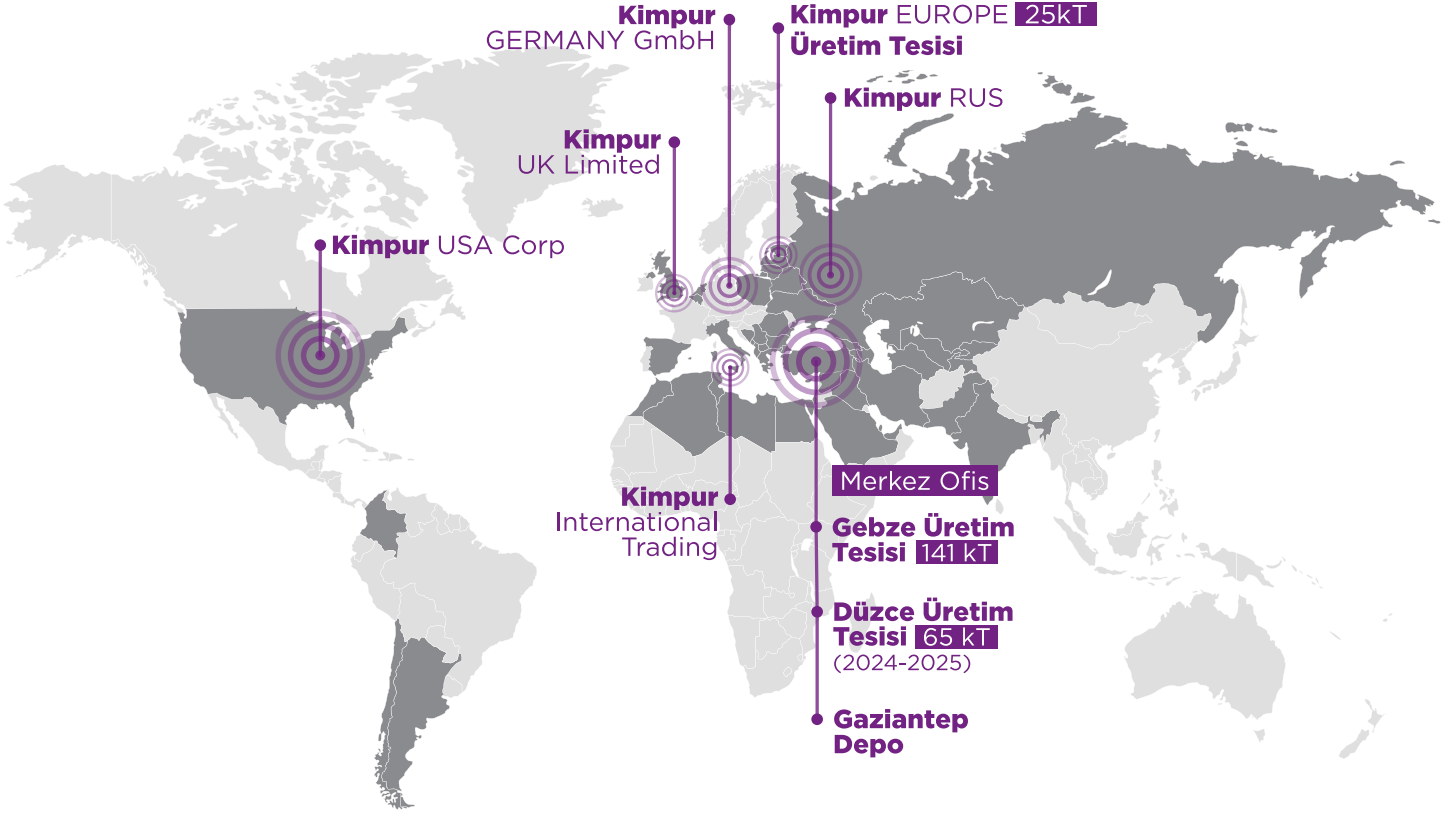 Kimpur
GERMANY GmbH
Kimpur EUROPE 25kT
Üretim Tesisi
Kimpur RUS
Kimpur
UK Limited
Kimpur USA Corp
Merkez Ofis
Kimpur
International
Trading
Gebze Üretim
Tesisi 141 kT
Düzce Üretim
Tesisi 65 kT
(2024-2025)
Gaziantep
Depo